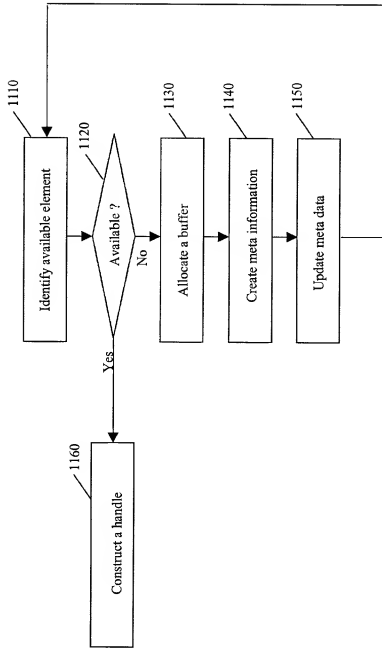 1110
Identify available element
1120
Available ?
Yes
No
1130
Allocate a buffer
1140
Create meta information
1150
Update meta data
1160
Construct a handle